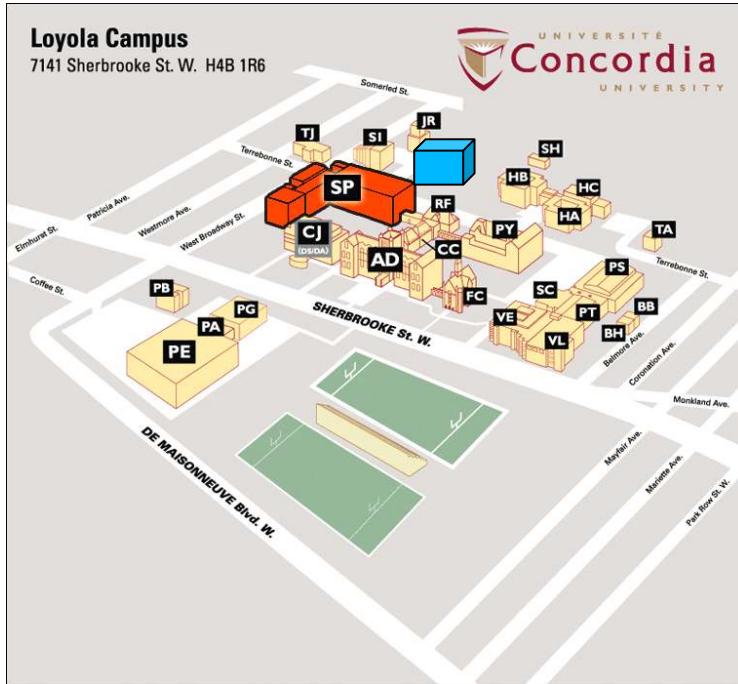 Loyola Campus
7141 Sherbrooke St. W. H4B 1R6
UNIVERSITÉ
Concordia
UNIVERSITY
Somerled St.
JR
TJ
SI
SH
Terrebonne St.
HB
HC
SP
Patricia Ave.
RF
HA
Westmore Ave.
CJ
(DS/DA)
PY
TA
Elmhurst St.
West Broadway St.
CC
AD
Terrebonne St.
PS
Coffee St.
PB
FC
SC
PG
SHERBROOKE St. W.
VE
PT
BB
PA
BH
PE
VL
Belmore Ave.
Coronation Ave.
Monkland Ave.
DE MAISONNEUVE Blvd. W.
Mayfair Ave.
Mariette Ave.
Park Row St. W.